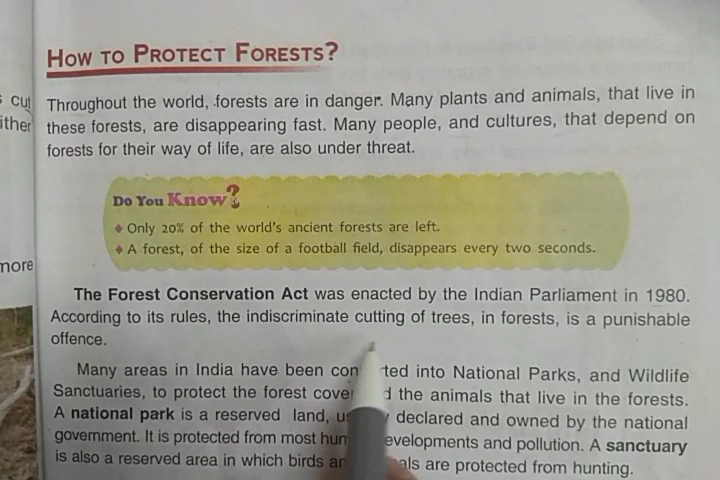 HOW TO PROTECT FORESTS?
s cut
ither
Throughout the world, forests are in danger. Many plants and animals, that live in
these forests, are disappearing fast. Many people, and cultures, that depend on
forests for their way of life, are also under threat.
DO YOU KNOW?
♦ Only 20% of the world's ancient forests are left.
♦ A forest, of the size of a football field, disappears every two seconds.
more
The Forest Conservation Act was enacted by the Indian Parliament in 1980.
According to its rules, the indiscriminate cutting of trees, in forests, is a punishable
offence.
Many areas in India have been con ted into National Parks, and Wildlife
Sanctuaries, to protect the forest cove d the animals that live in the forests.
A national park is a reserved land, us declared and owned by the national
government. It is protected from most hum evelopments and pollution. A sanctuary
is also a reserved area in which birds an als are protected from hunting.